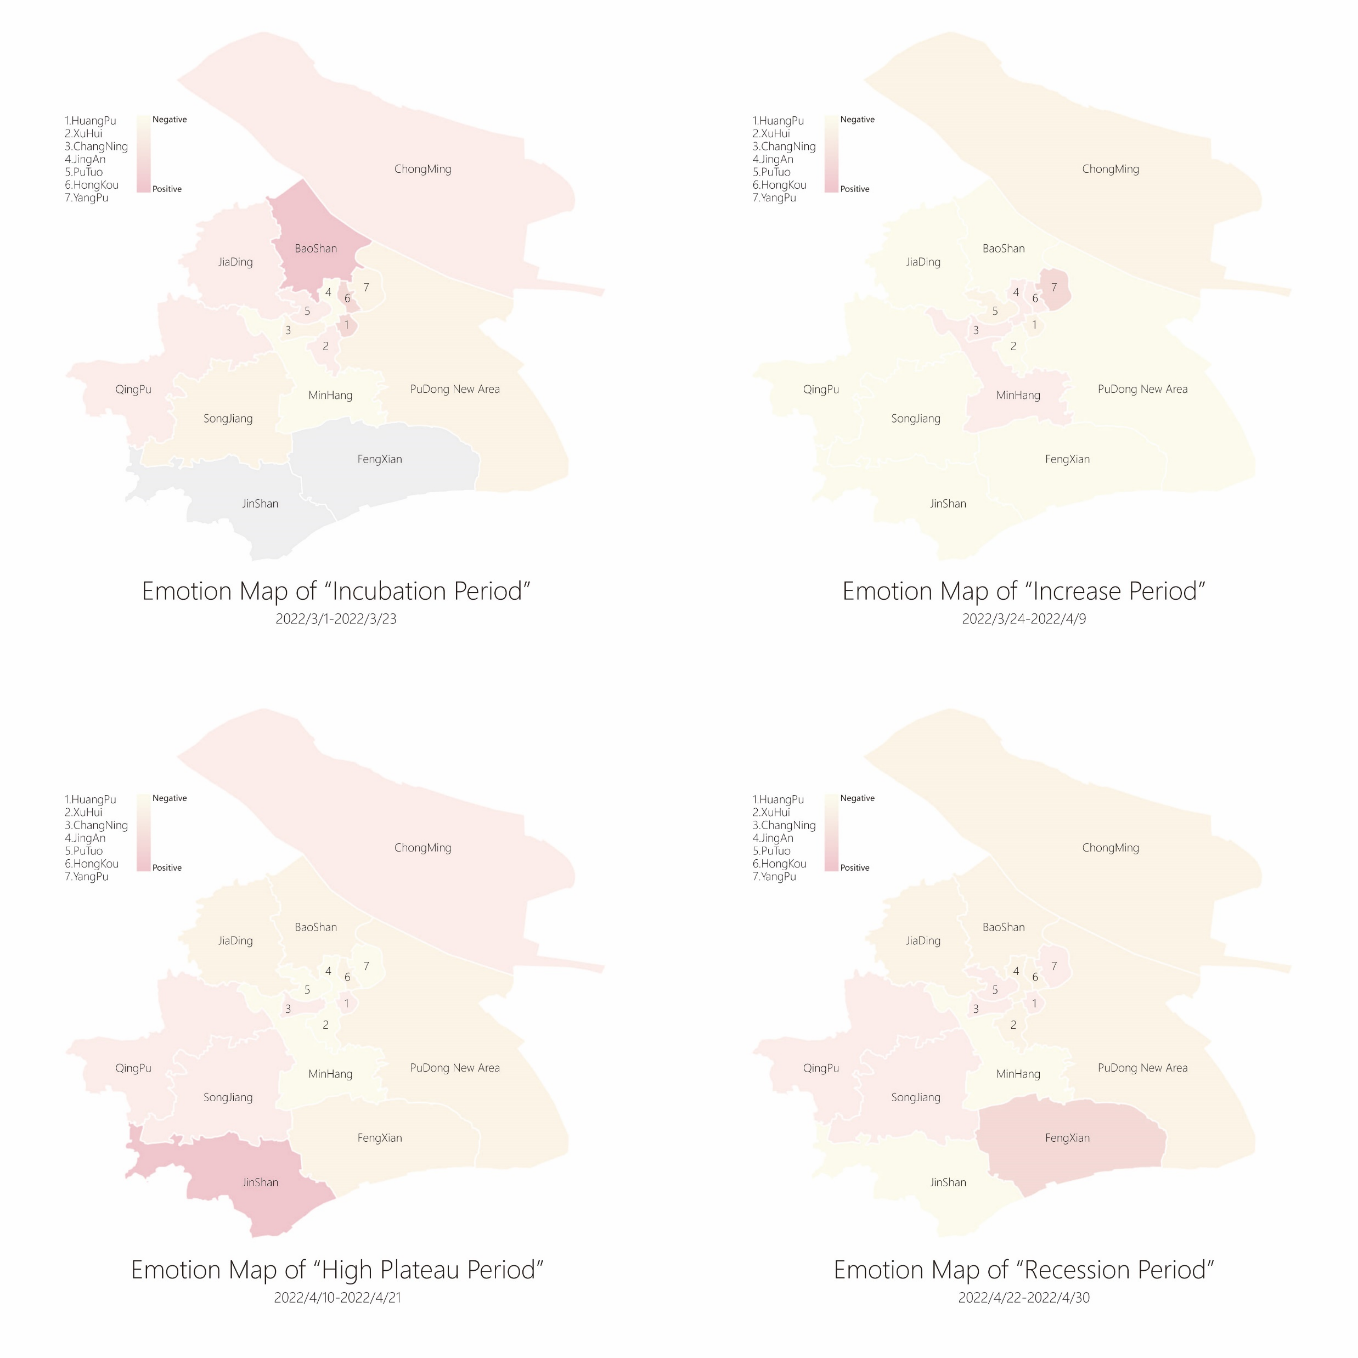 1.HuangPu
2.XuHui
3.ChangNing
4.JingAn
5.PuTuo
6.HongKou
7.YangPu
Negative
Positive
ChongMing
BaoShan
JiaDing
4
7
6
5
1
3
2
QingPu
MinHang
PuDong New Area
SongJiang
FengXian
JinShan
Emotion Map of “Incubation Period”
2022/3/1-2022/3/23
1.HuangPu
2.XuHui
3.ChangNing
4.JingAn
5.PuTuo
6.HongKou
7.YangPu
Negative
Positive
ChongMing
BaoShan
JiaDing
4
7
6
5
1
3
2
QingPu
MinHang
PuDong New Area
SongJiang
FengXian
JinShan
Emotion Map of “Increase Period”
2022/3/24-2022/4/9
1.HuangPu
2.XuHui
3.ChangNing
4.JingAn
5.PuTuo
6.HongKou
7.YangPu
Negative
Positive
ChongMing
BaoShan
JiaDing
4
7
6
5
1
3
2
QingPu
MinHang
PuDong New Area
SongJiang
FengXian
JinShan
Emotion Map of “High Plateau Period”
2022/4/10-2022/4/21
1.HuangPu
2.XuHui
3.ChangNing
4.JingAn
5.PuTuo
6.HongKou
7.YangPu
Negative
Positive
ChongMing
BaoShan
JiaDing
4
7
6
5
1
3
2
QingPu
MinHang
PuDong New Area
SongJiang
FengXian
JinShan
Emotion Map of “Recession Period”
2022/4/22-2022/4/30